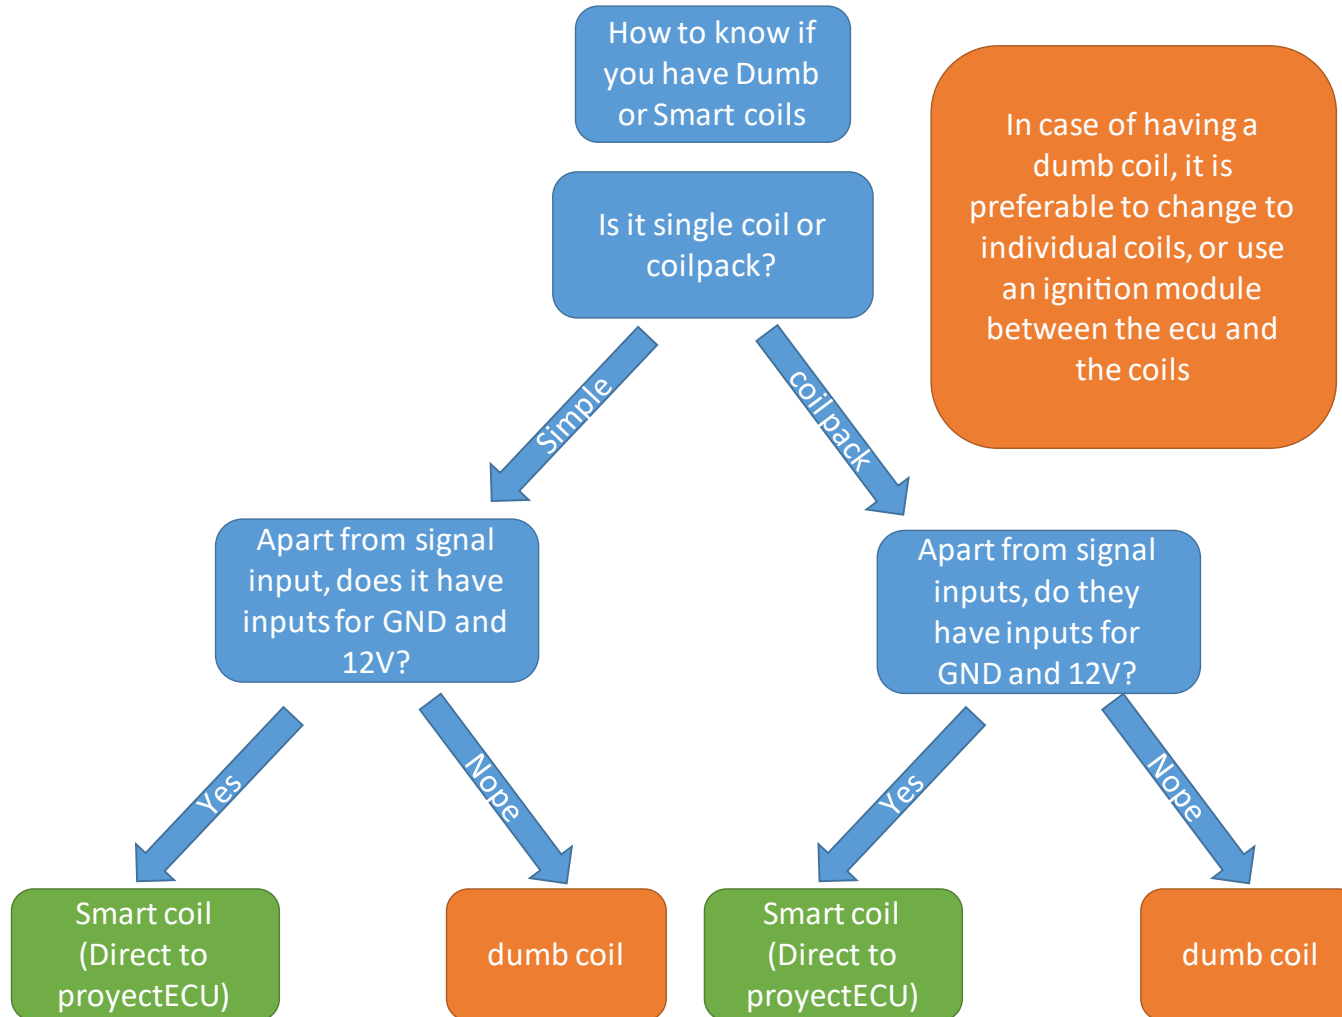 How to know if
you have Dumb
or Smart coils
In case of having a
dumb coil, it is
preferable to change to
individual coils, or use
an ignition module
between the ecu and
the coils
Is it single coil or
coilpack?
Simple
coil pack
Apart from signal
input, does it have
inputs for GND and
12V?
Apart from signal
inputs, do they
have inputs for
GND and 12V?
Yes
Nope
Yes
Nope
Smart coil
(Direct to
proyectECU)
dumb coil
Smart coil
(Direct to
proyectECU)
dumb coil